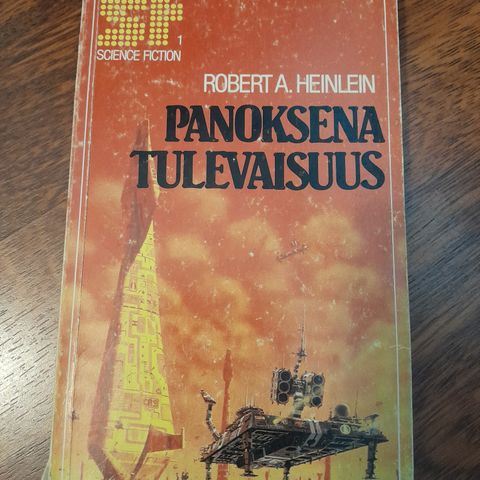 SF
1
SCIENCE FICTION
ROBERT A. HEINLEIN
PANOKSENA
TULEVAISUUS